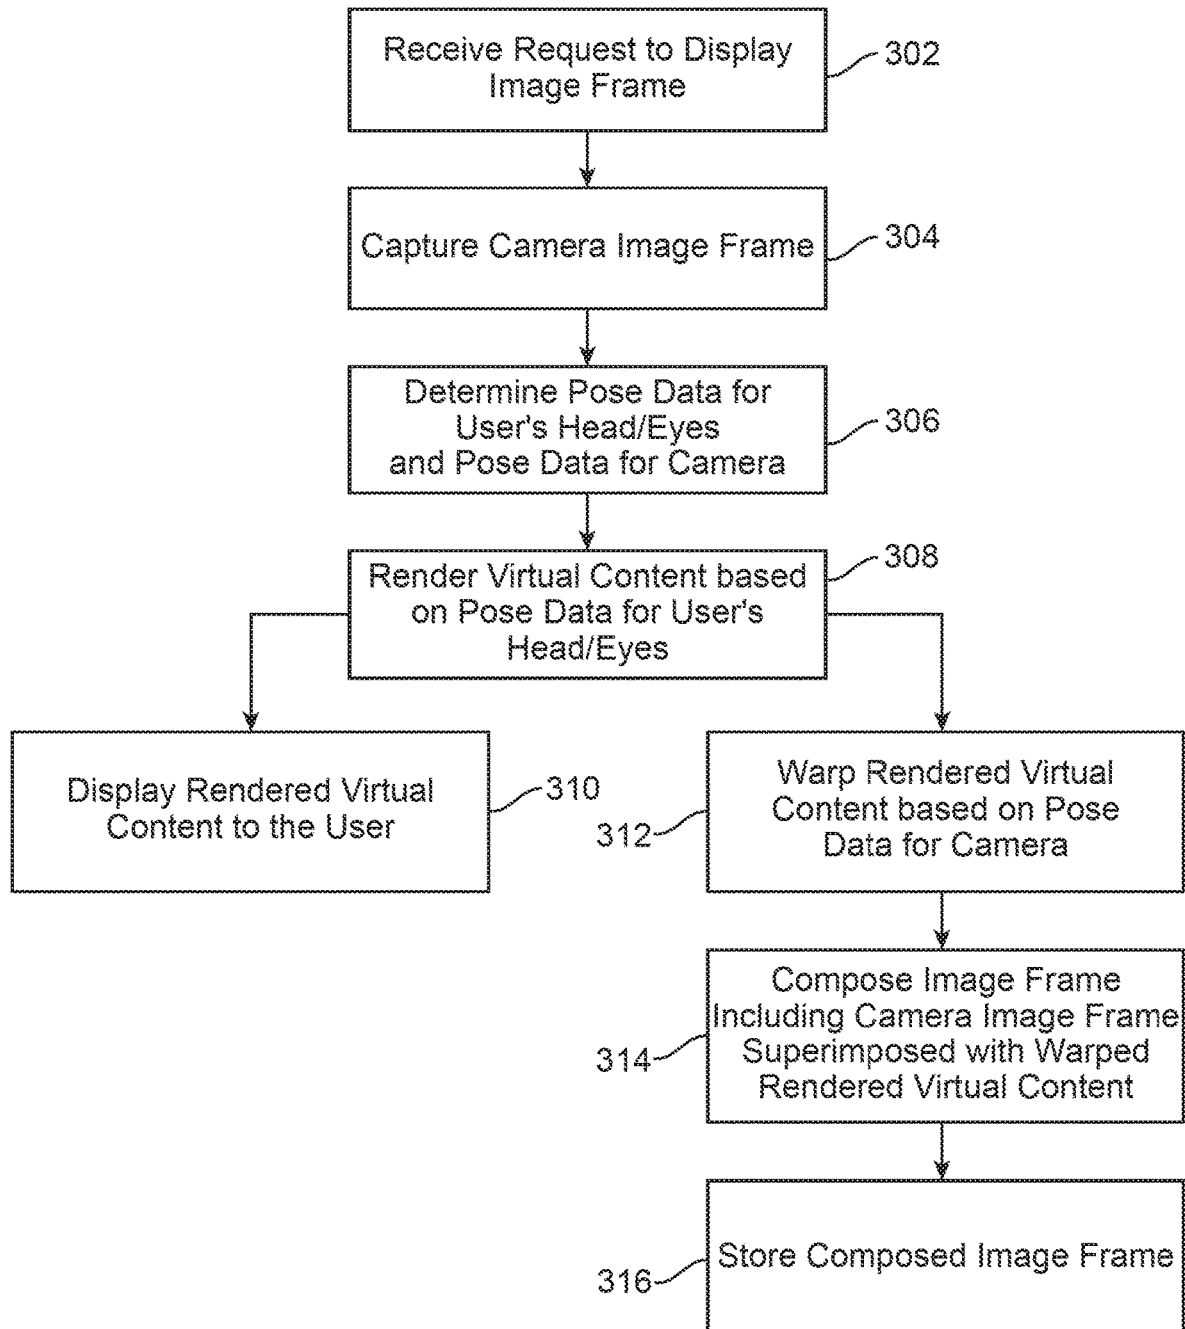 Receive Request to Display
Image Frame
302
Capture Camera Image Frame
304
Determine Pose Data for
User's Head/Eyes
and Pose Data for Camera
306
Render Virtual Content based
on Pose Data for User's
Head/Eyes
308
Display Rendered Virtual
Content to the User
310
Warp Rendered Virtual
Content based on Pose
Data for Camera
312
Compose Image Frame
Including Camera Image Frame
Superimposed with Warped
Rendered Virtual Content
314
Store Composed Image Frame
316